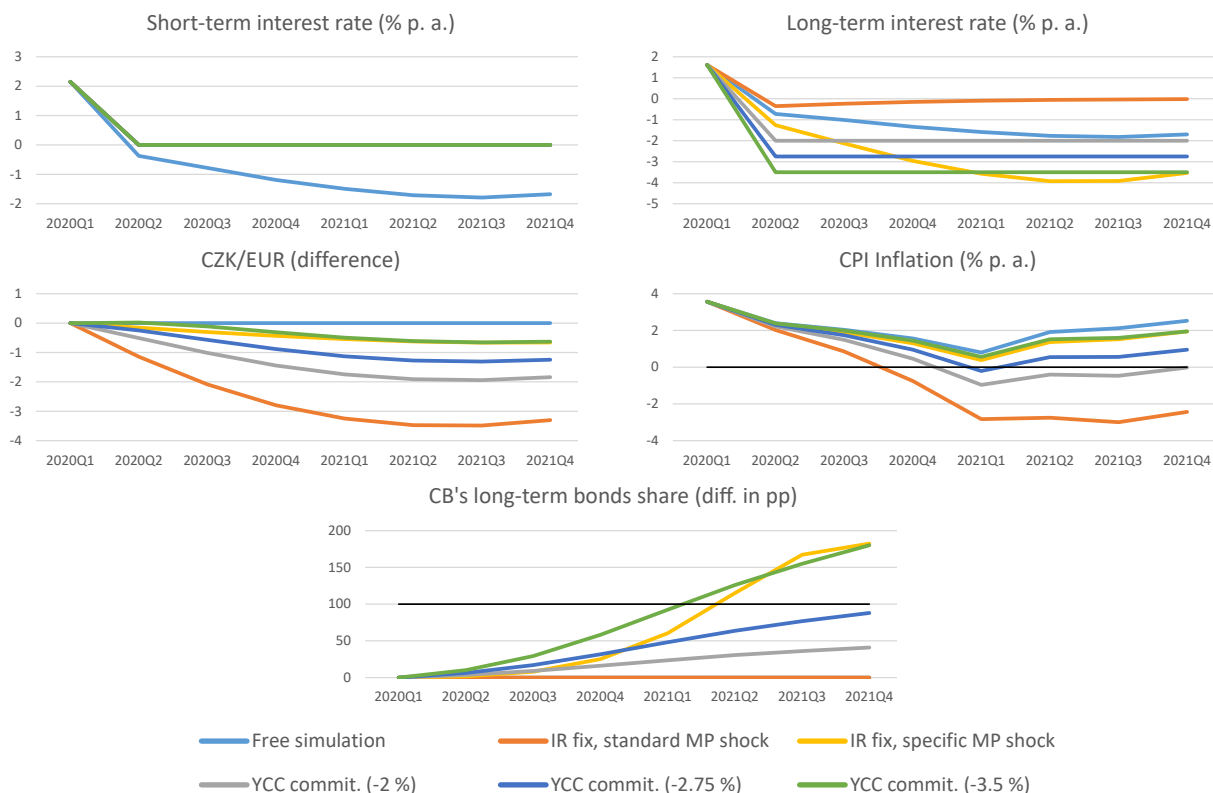 Short-term interest rate (% p. a.)
3
2
1
0
-1
-2
2020Q1 2020Q2 2020Q3 2020Q4 2021Q1 2021Q2 2021Q3 2021Q4
Long-term interest rate (% p. a.)
2
1
0
-1
-2
-3
-4
-5
2020Q1 2020Q2 2020Q3 2020Q4 2021Q1 2021Q2 2021Q3 2021Q4
CZK/EUR (difference)
1
0
-1
-2
-3
-4
2020Q1 2020Q2 2020Q3 2020Q4 2021Q1 2021Q2 2021Q3 2021Q4
CPI Inflation (% p. a.)
4
2
0
-2
-4
2020Q1 2020Q2 2020Q3 2020Q4 2021Q1 2021Q2 2021Q3 2021Q4
CB's long-term bonds share (diff. in pp)
200
150
100
50
0
2020Q1 2020Q2 2020Q3 2020Q4 2021Q1 2021Q2 2021Q3 2021Q4
Free simulation IR fix, standard MP shock IR fix, specific MP shock
YCC commit. (-2 %) YCC commit. (-2.75 %) YCC commit. (-3.5 %)